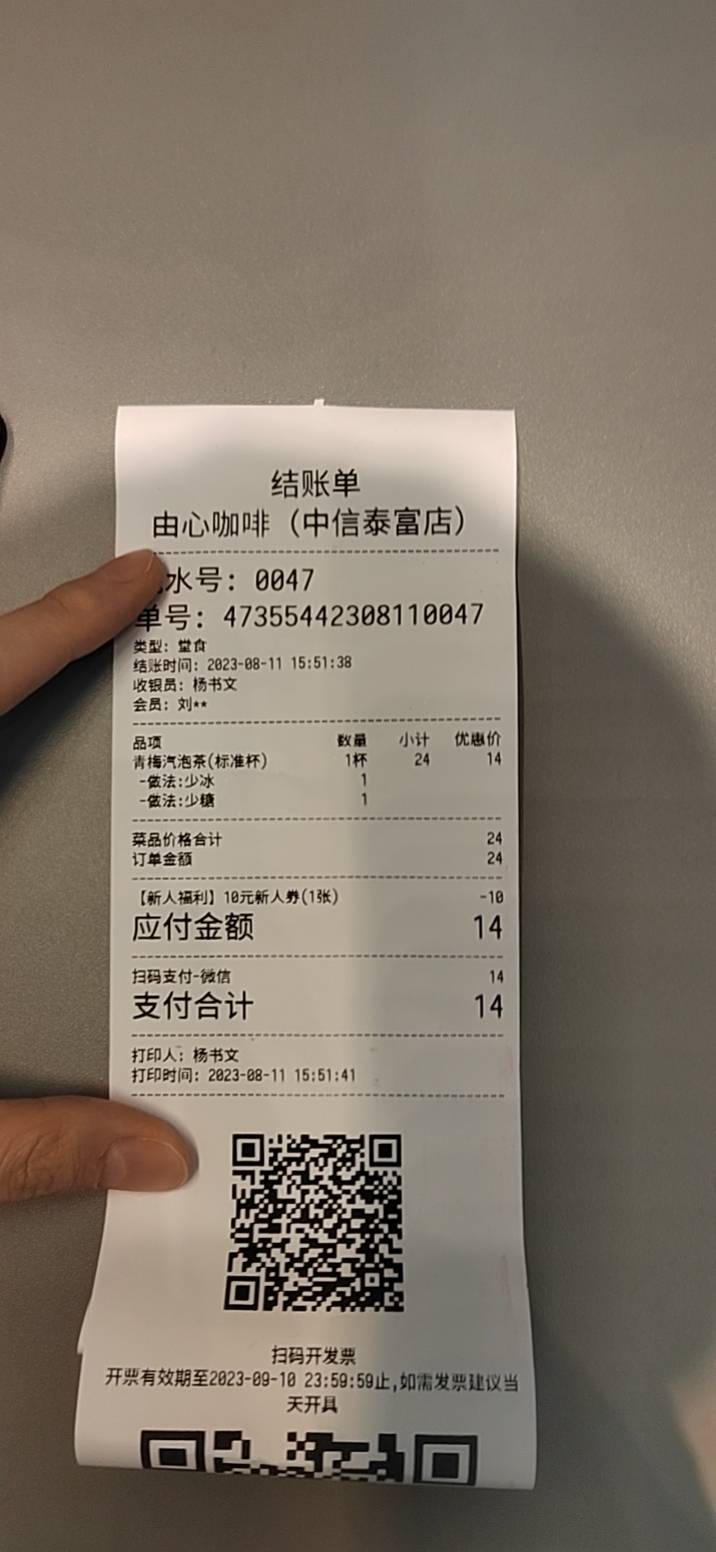 结账单
由心咖啡（中信泰富店）
水号: 0047
单号: 47355442308110047
类型: 堂食
结账时间: 2023-08-11 15:51:38
收银员: 杨书文
会员: 刘**
品项 数量 小计 优惠价
青梅汽泡茶(标准杯) 1杯 24 14
-做法:少冰 1
-做法:少糖 1
菜品价格合计 24
订单金额 24
【新人福利】10元新人券(1张) -10
应付金额 14
扫码支付-微信 14
支付合计 14
打印人: 杨书文
打印时间: 2023-08-11 15:51:41
扫码开发票
开票有效期至2023-09-10 23:59:59止,如需发票建议当
天开具